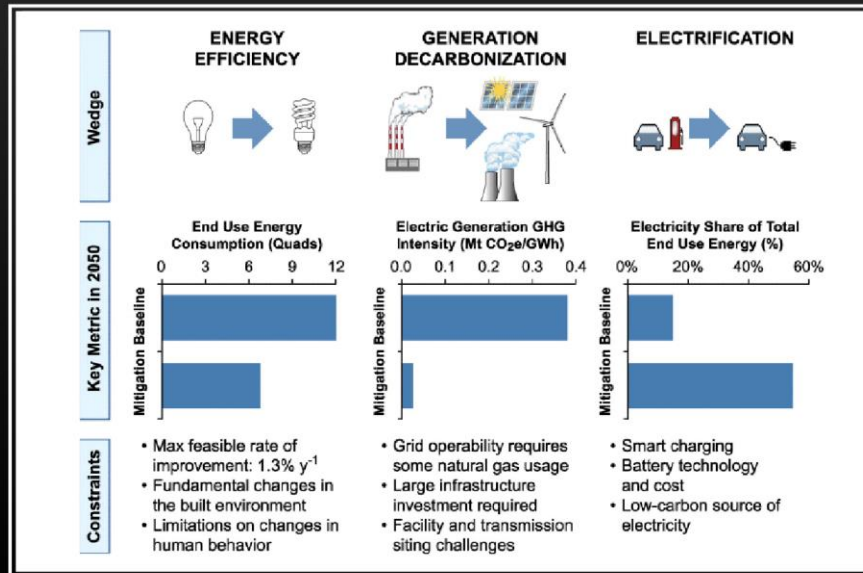 ENERGY
EFFICIENCY
GENERATION
DECARBONIZATION
ELECTRIFICATION
Wedge
Key Metric in 2050
End Use Energy
Consumption (Quads)
0 3 6 9 12
Mitigation Baseline
Electric Generation GHG
Intensity (Mt CO₂e/GWh)
0.0 0.1 0.2 0.3 0.4
Mitigation Baseline
Electricity Share of Total
End Use Energy (%)
0% 20% 40% 60%
Mitigation Baseline
Constraints
• Max feasible rate of
improvement: 1.3% y⁻¹
• Fundamental changes in
the built environment
• Limitations on changes in
human behavior
• Grid operability requires
some natural gas usage
• Large infrastructure
investment required
• Facility and transmission
siting challenges
• Smart charging
• Battery technology
and cost
• Low-carbon source of
electricity